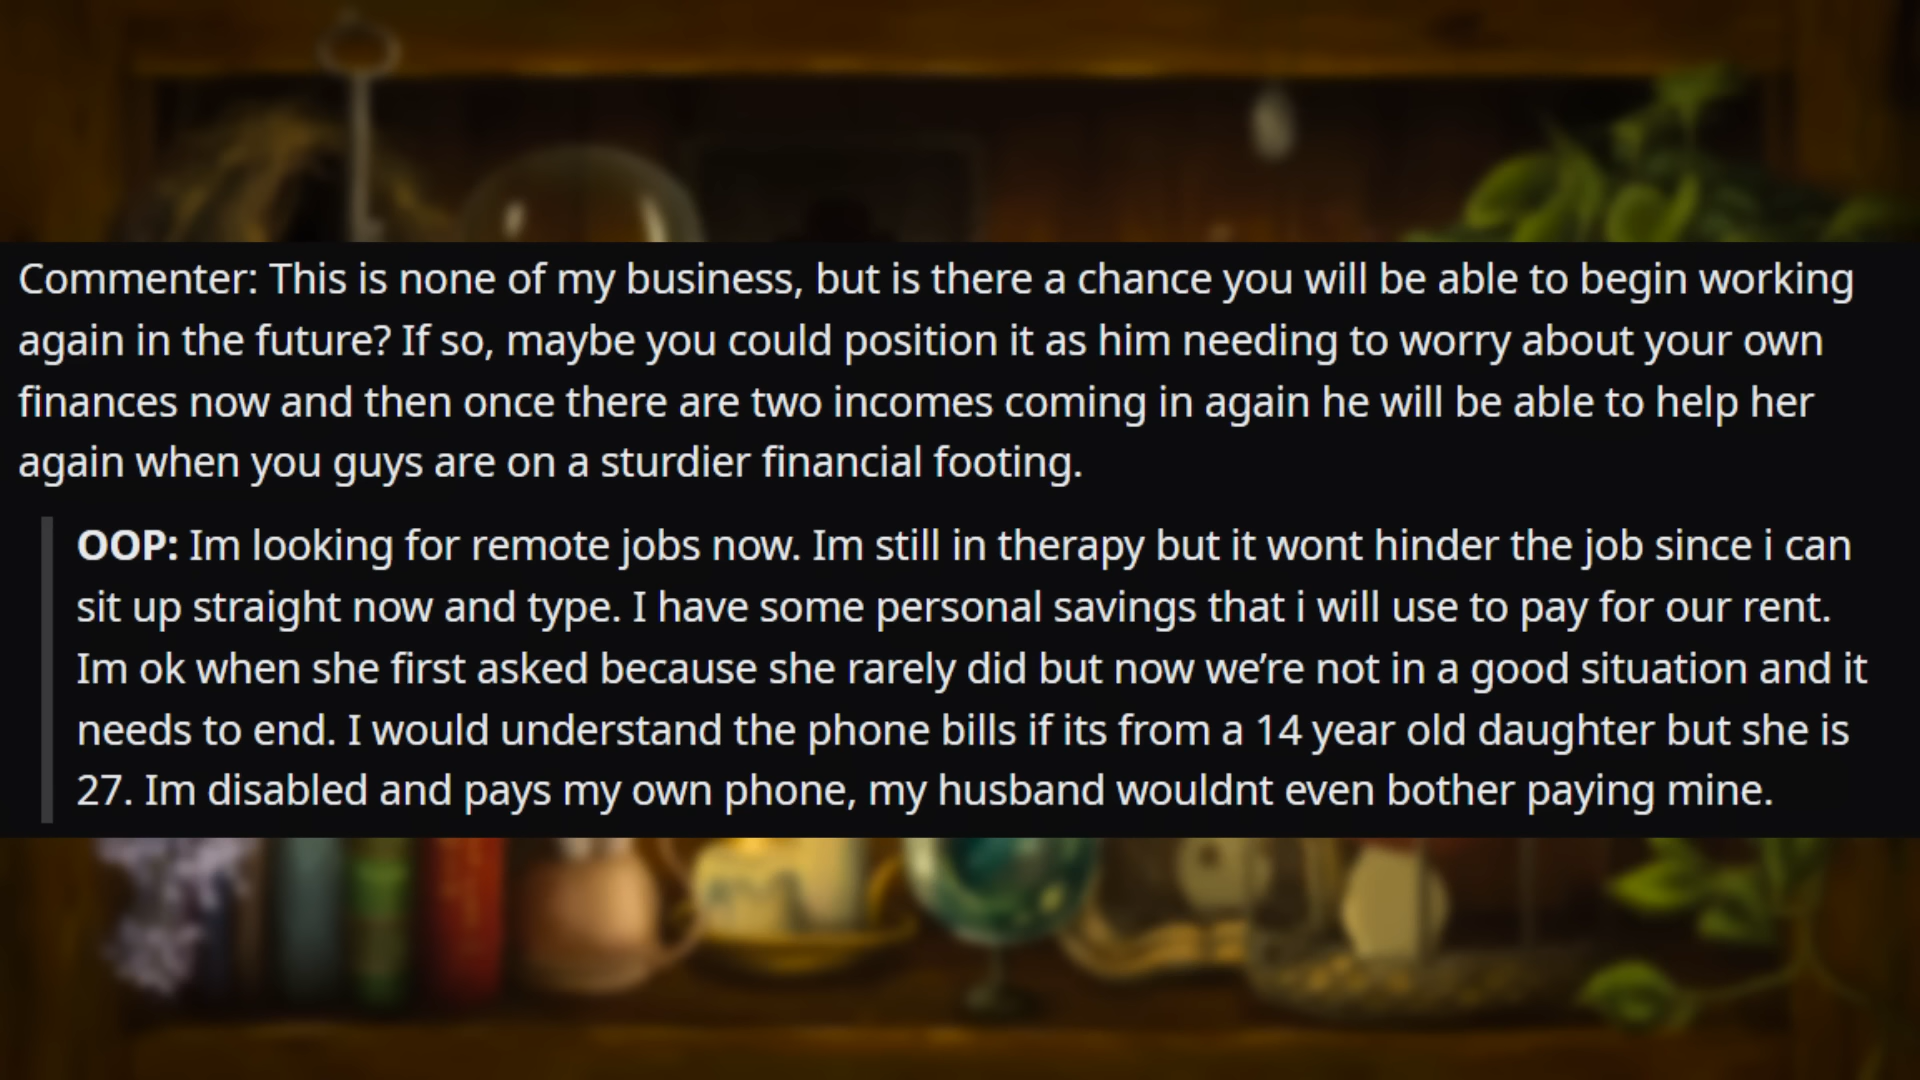 Commenter: This is none of my business, but is there a chance you will be able to begin working
again in the future? If so, maybe you could position it as him needing to worry about your own
finances now and then once there are two incomes coming in again he will be able to help her
again when you guys are on a sturdier financial footing.
OOP: Im looking for remote jobs now. Im still in therapy but it wont hinder the job since i can
sit up straight now and type. I have some personal savings that i will use to pay for our rent.
Im ok when she first asked because she rarely did but now we’re not in a good situation and it
needs to end. I would understand the phone bills if its from a 14 year old daughter but she is
27. Im disabled and pays my own phone, my husband wouldnt even bother paying mine.